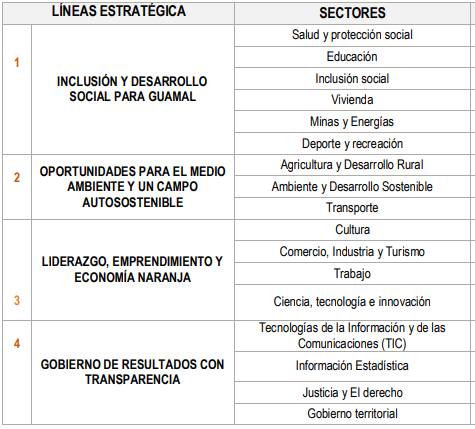 LÍNEAS ESTRATÉGICA SECTORES
1
INCLUSIÓN Y DESARROLLO
SOCIAL PARA GUAMAL
Salud y protección social
Educación
Inclusión social
Vivienda
Minas y Energías
Deporte y recreación
2
OPORTUNIDADES PARA EL MEDIO
AMBIENTE Y UN CAMPO
AUTOSOSTENIBLE
Agricultura y Desarrollo Rural
Ambiente y Desarrollo Sostenible
Transporte
3
LIDERAZGO, EMPRENDIMIENTO Y
ECONOMÍA NARANJA
Cultura
Comercio, Industria y Turismo
Trabajo
Ciencia, tecnología e innovación
4
GOBIERNO DE RESULTADOS CON
TRANSPARENCIA
Tecnologías de la Información y de las
Comunicaciones (TIC)
Información Estadística
Justicia y El derecho
Gobierno territorial